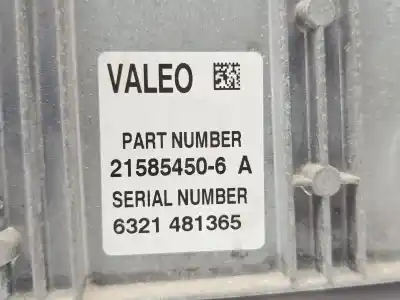 VALEO
PART NUMBER
21585450-6 A
SERIAL NUMBER
6321 481365